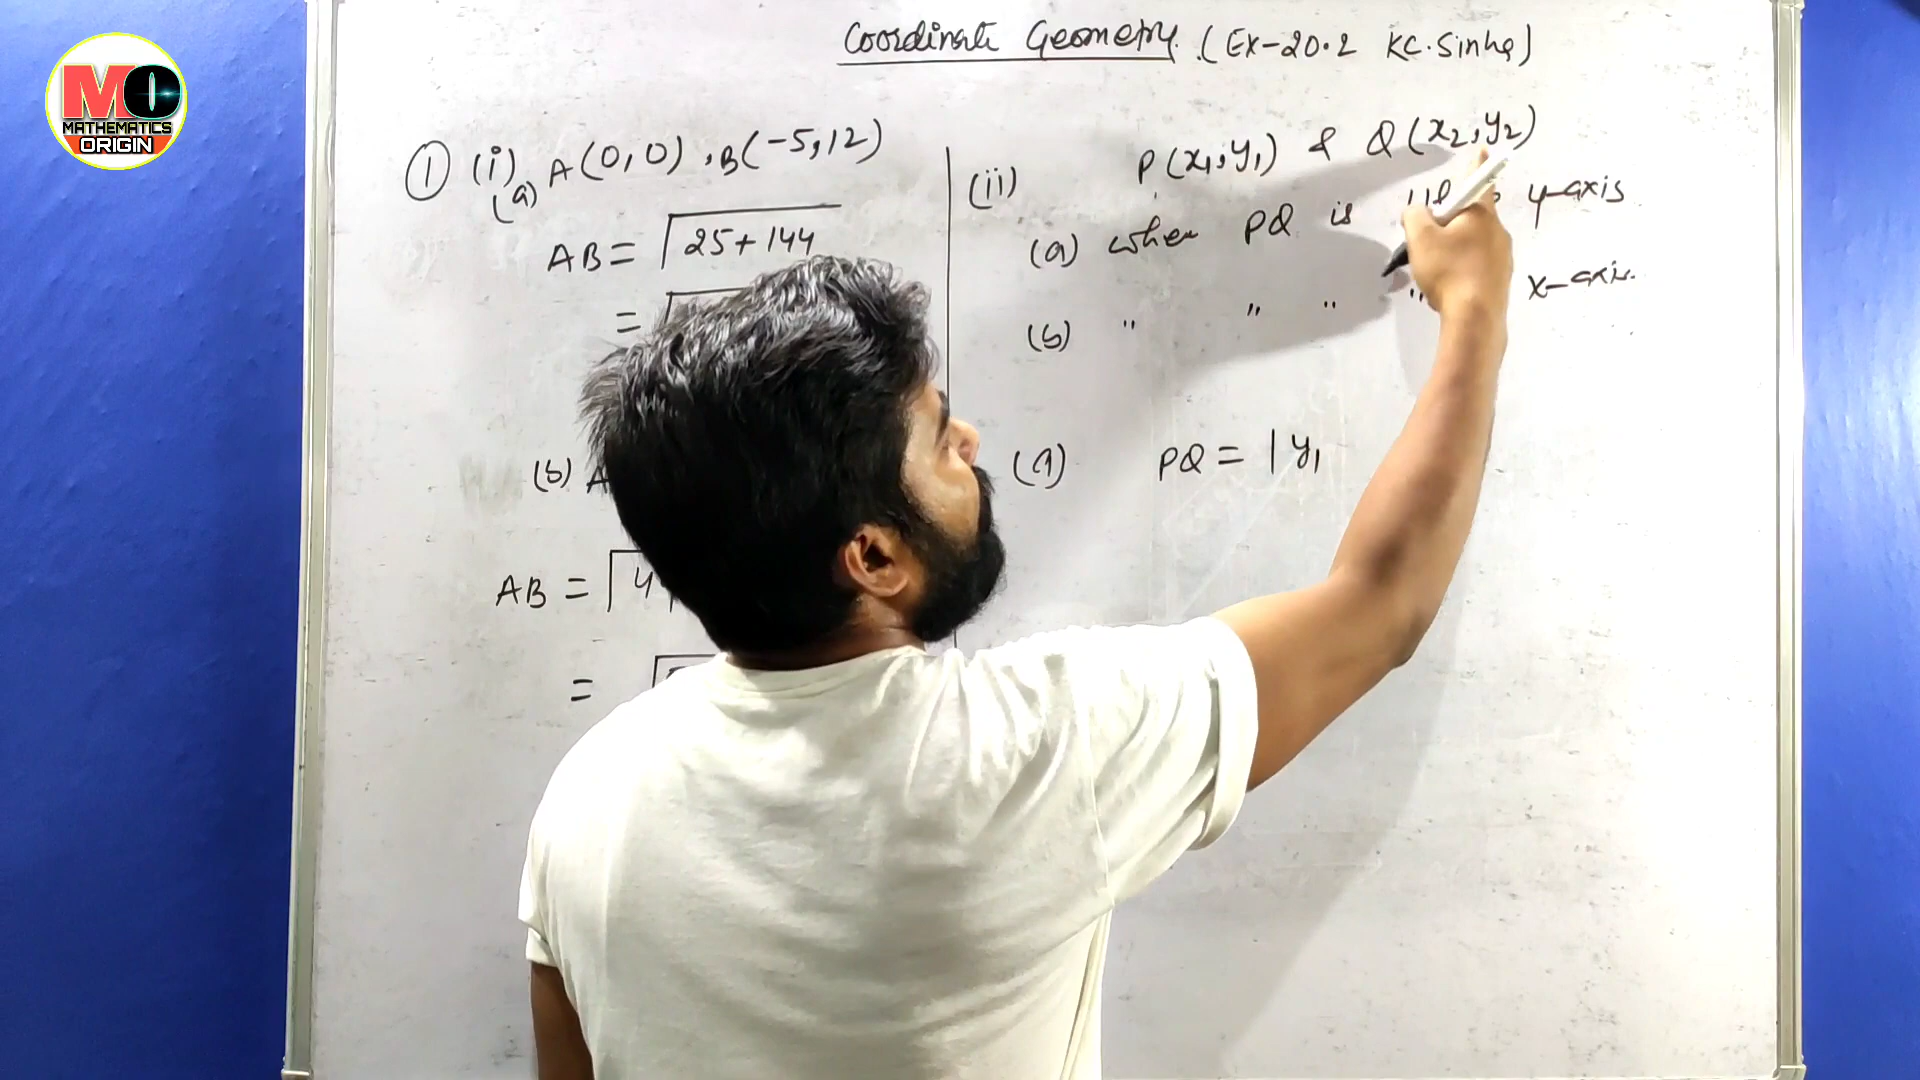 MO
MATHEMATICS
ORIGIN
Coordinate Geometry. (EX-20.2 KC.Sinha)
① (i) A(0,0), B(-5,12)
(a)
AB = √25+144
=
(b) A
AB = √4
= √
(ii) P(x₁,y₁) & Q(x₂,y₂)
(a) when PQ is y-axis
(b) " " " " x-axis.
(a) PQ = |y₁